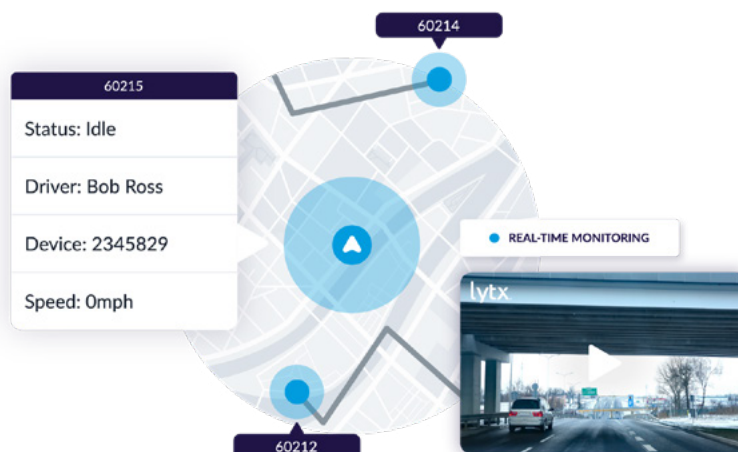 60214
60215
Status: Idle
Driver: Bob Ross
Device: 2345829
Speed: 0mph
REAL-TIME MONITORING
lytx
60212